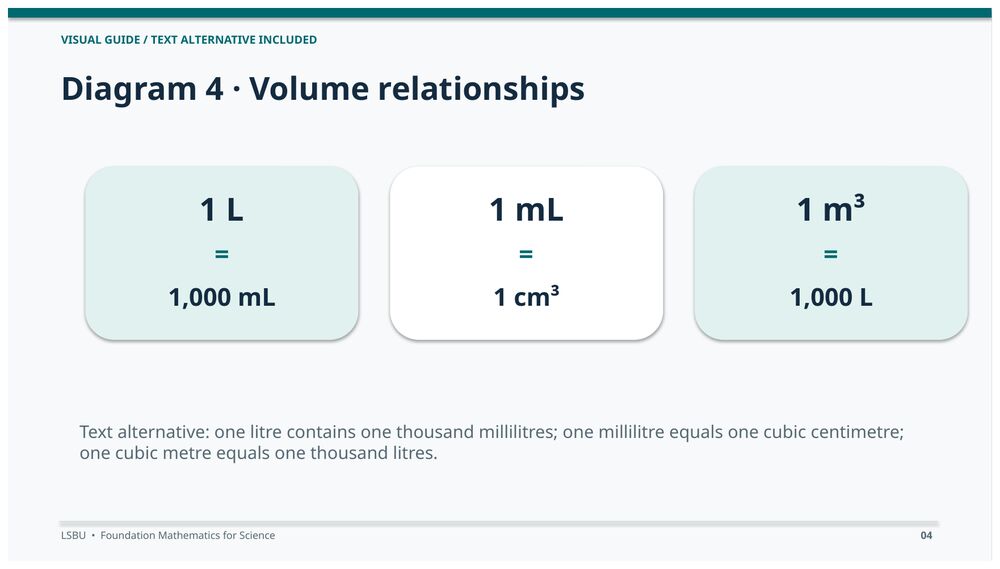 VISUAL GUIDE / TEXT ALTERNATIVE INCLUDED
Diagram 4 · Volume relationships
1 L
=
1,000 mL
1 mL
=
1 cm³
1 m³
=
1,000 L
Text alternative: one litre contains one thousand millilitres; one millilitre equals one cubic centimetre;
one cubic metre equals one thousand litres.
LSBU • Foundation Mathematics for Science
04